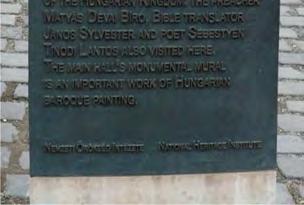 OF THE HUNGARIAN KINGDOM. THE PREACHER
MÁTYÁS DÉVAI BÍRÓ, BIBLE TRANSLATOR
JÁNOS SYLVESTER AND POET SEBESTYÉN
TINÓDI LANTOS ALSO VISITED HERE.
THE MAIN HALL'S MONUMENTAL MURAL
IS AN IMPORTANT WORK OF HUNGARIAN
BAROQUE PAINTING.
NEMZETI ÖRÖKSÉG INTÉZETE NATIONAL HERITAGE INSTITUTE